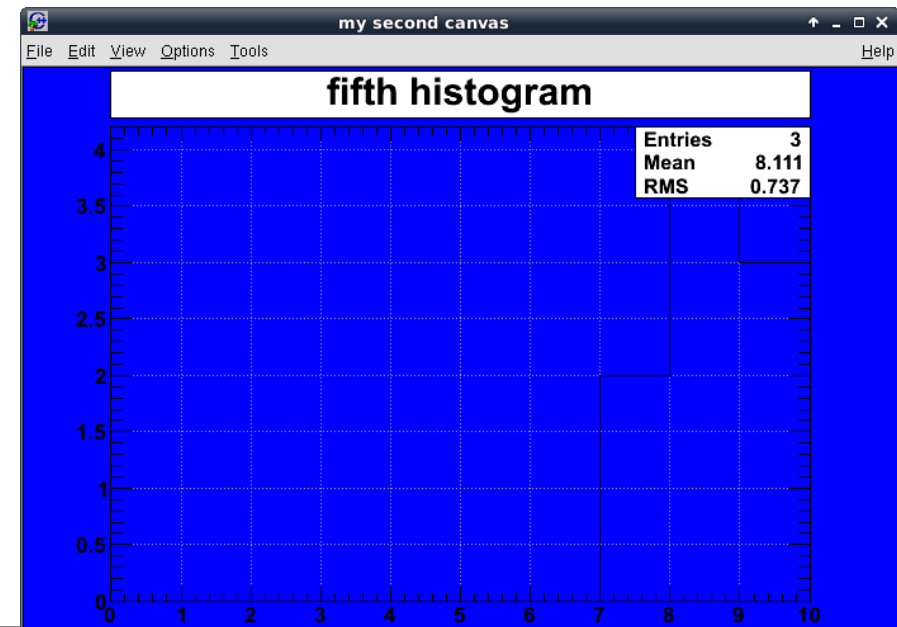 my second canvas
File Edit View Options Tools Help
fifth histogram
Entries 3
Mean 8.111
RMS 0.737
4
3.5
3
2.5
2
1.5
1
0.5
0
0 1 2 3 4 5 6 7 8 9 10